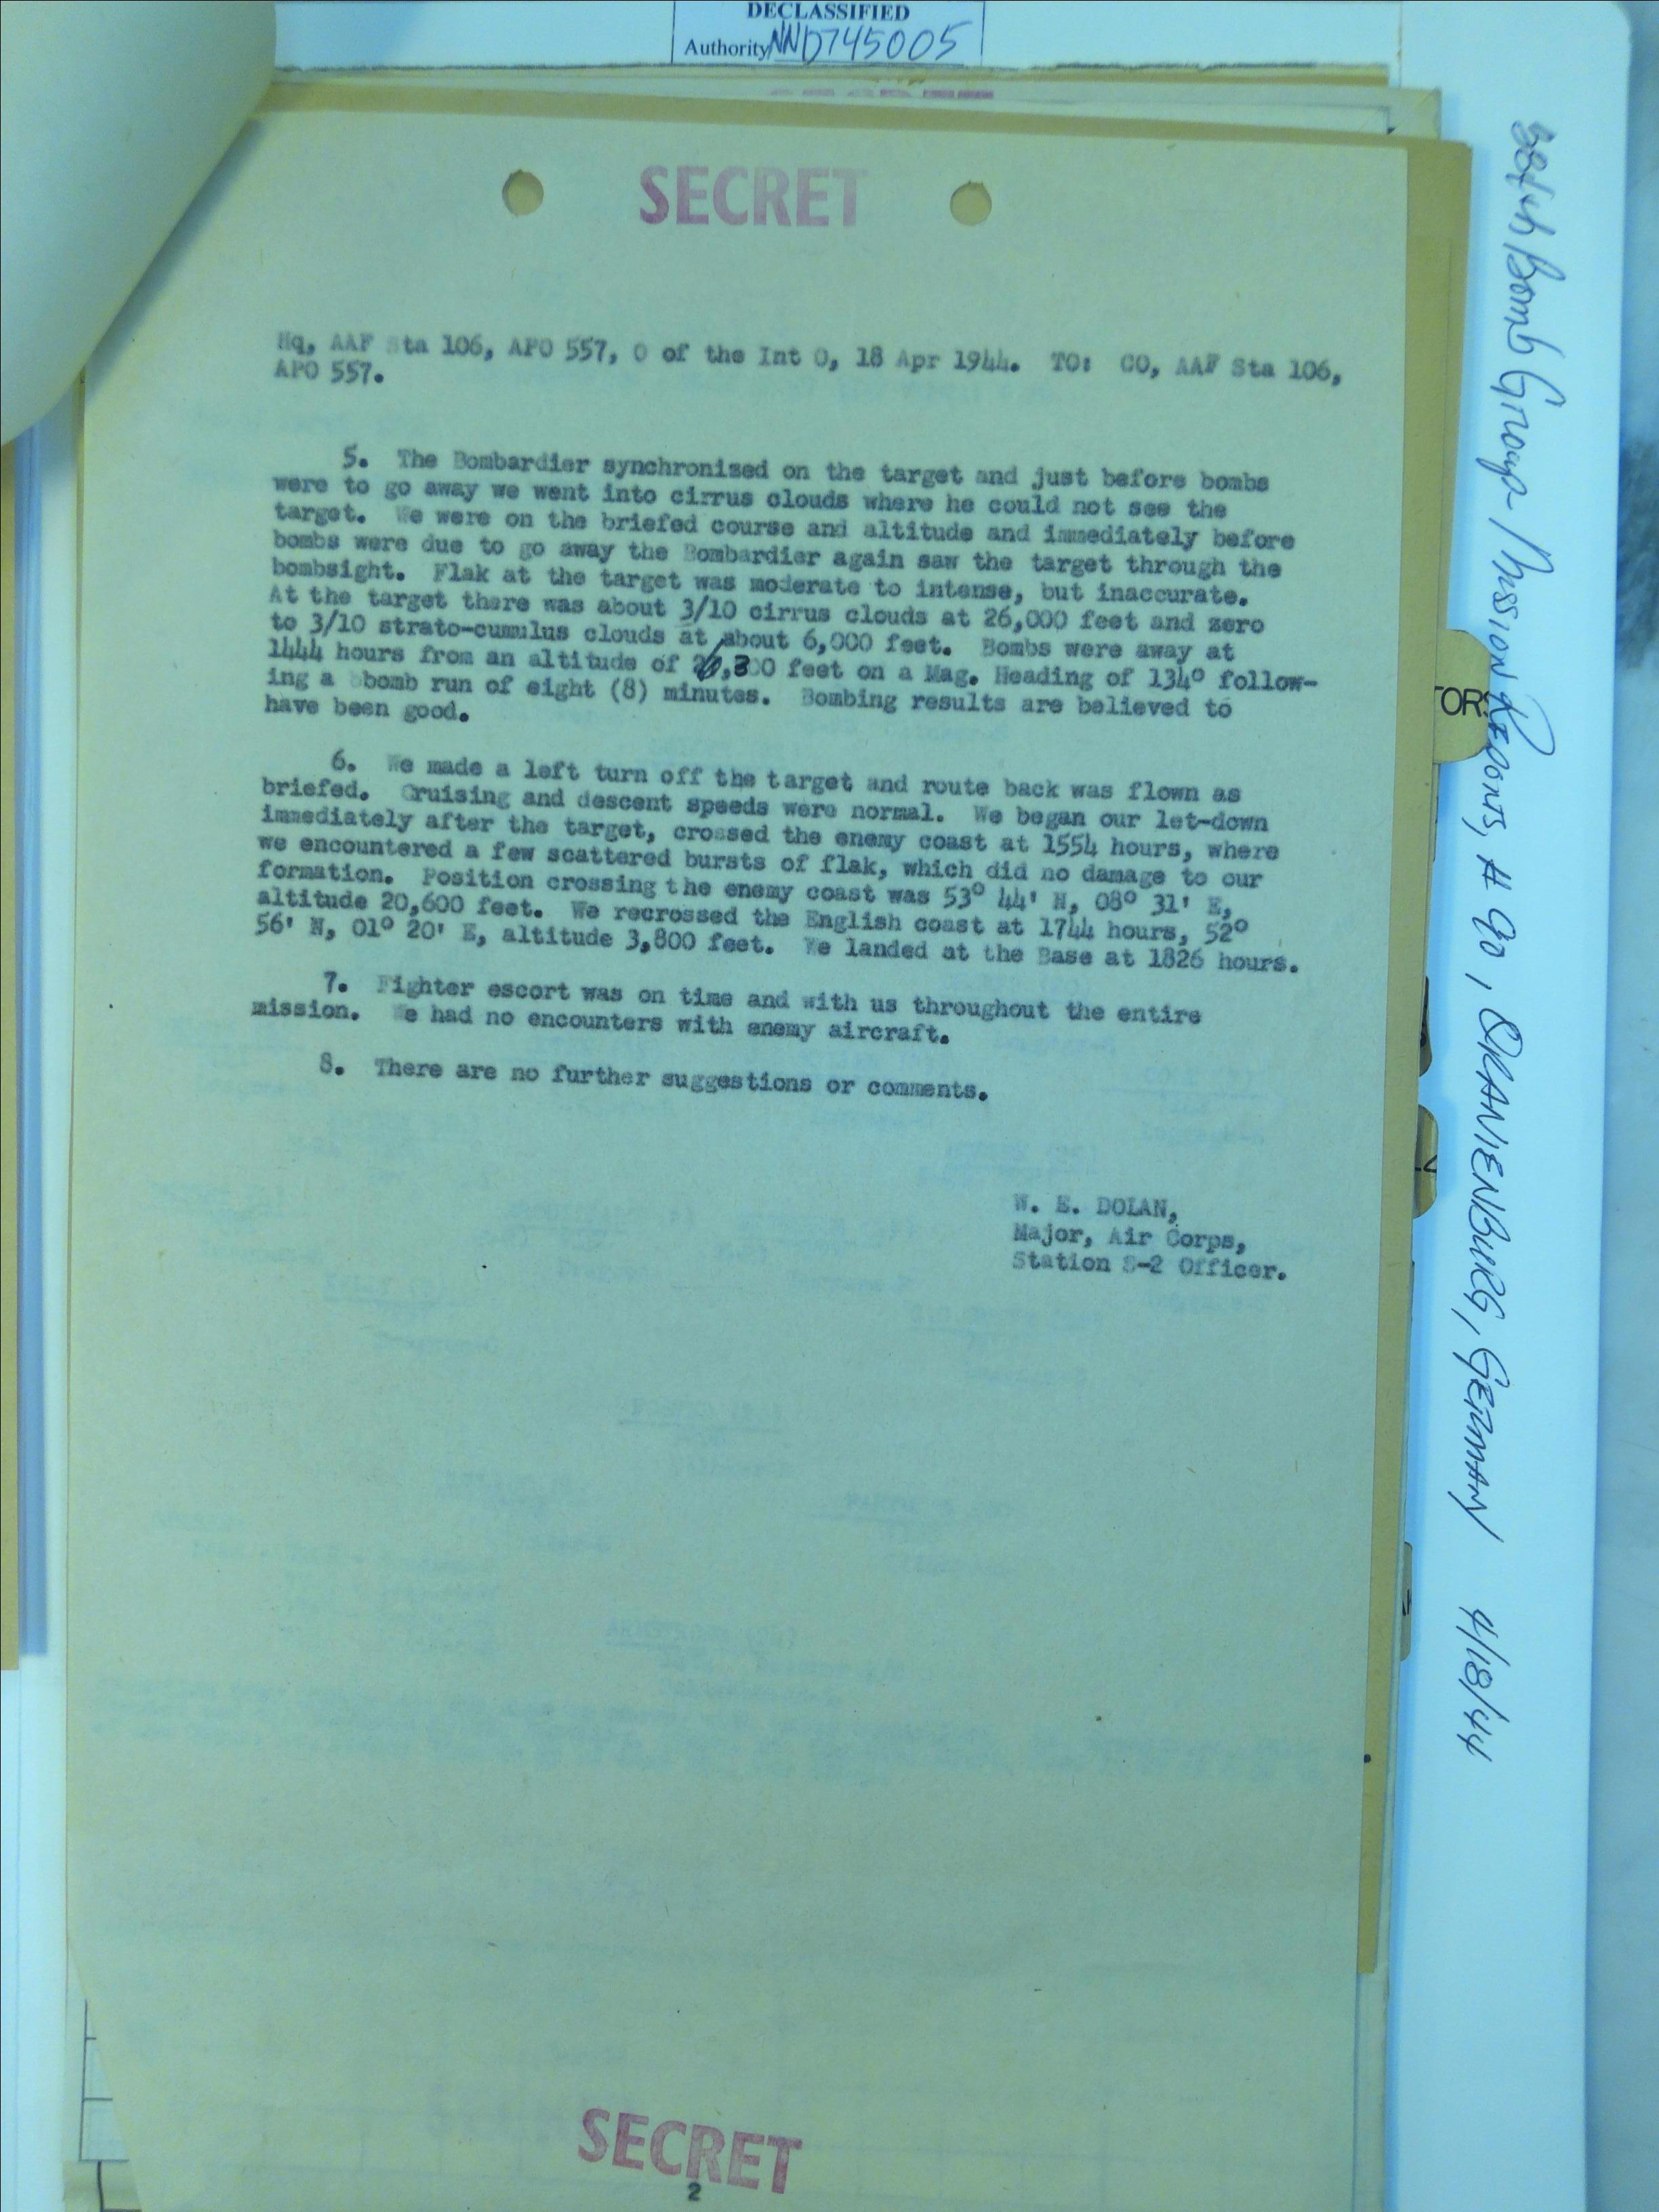 DECLASSIFIED
Authority NND745005
SECRET
Hq, AAF Sta 106, APO 557, O of the Int O, 18 Apr 1944. TO: CO, AAF Sta 106,
APO 557.
5. The Bombardier synchronized on the target and just before bombs
were to go away we went into cirrus clouds where he could not see the
target. We were on the briefed course and altitude and immediately before
bombs were due to go away the Bombardier again saw the target through the
bombsight. Flak at the target was moderate to intense, but inaccurate.
At the target there was about 3/10 cirrus clouds at 26,000 feet and zero
to 3/10 strato-cumulus clouds at about 6,000 feet. Bombs were away at
1444 hours from an altitude of feet on a Mag. Heading of 134° follow-
ing a bomb run of eight (8) minutes. Bombing results are believed to
have been good.
6. We made a left turn off the target and route back was flown as
briefed. Cruising and descent speeds were normal. We began our let-down
immediately after the target, crossed the enemy coast at 1554 hours, where
we encountered a few scattered bursts of flak, which did no damage to our
formation. Position crossing the enemy coast was 53° 44' N, 08° 31' E,
altitude 20,600 feet. We recrossed the English coast at 1744 hours, 52°
56' N, 01° 20' E, altitude 3,800 feet. We landed at the Base at 1826 hours.
7. Fighter escort was on time and with us throughout the entire
mission. We had no encounters with enemy aircraft.
8. There are no further suggestions or comments.
W. E. DOLAN,
Major, Air Corps,
Station S-2 Officer.
SECRET
2
384th Bomb Group Mission Reports, # 90, ORANIENBURG, GERMANY 4/18/44
TORS